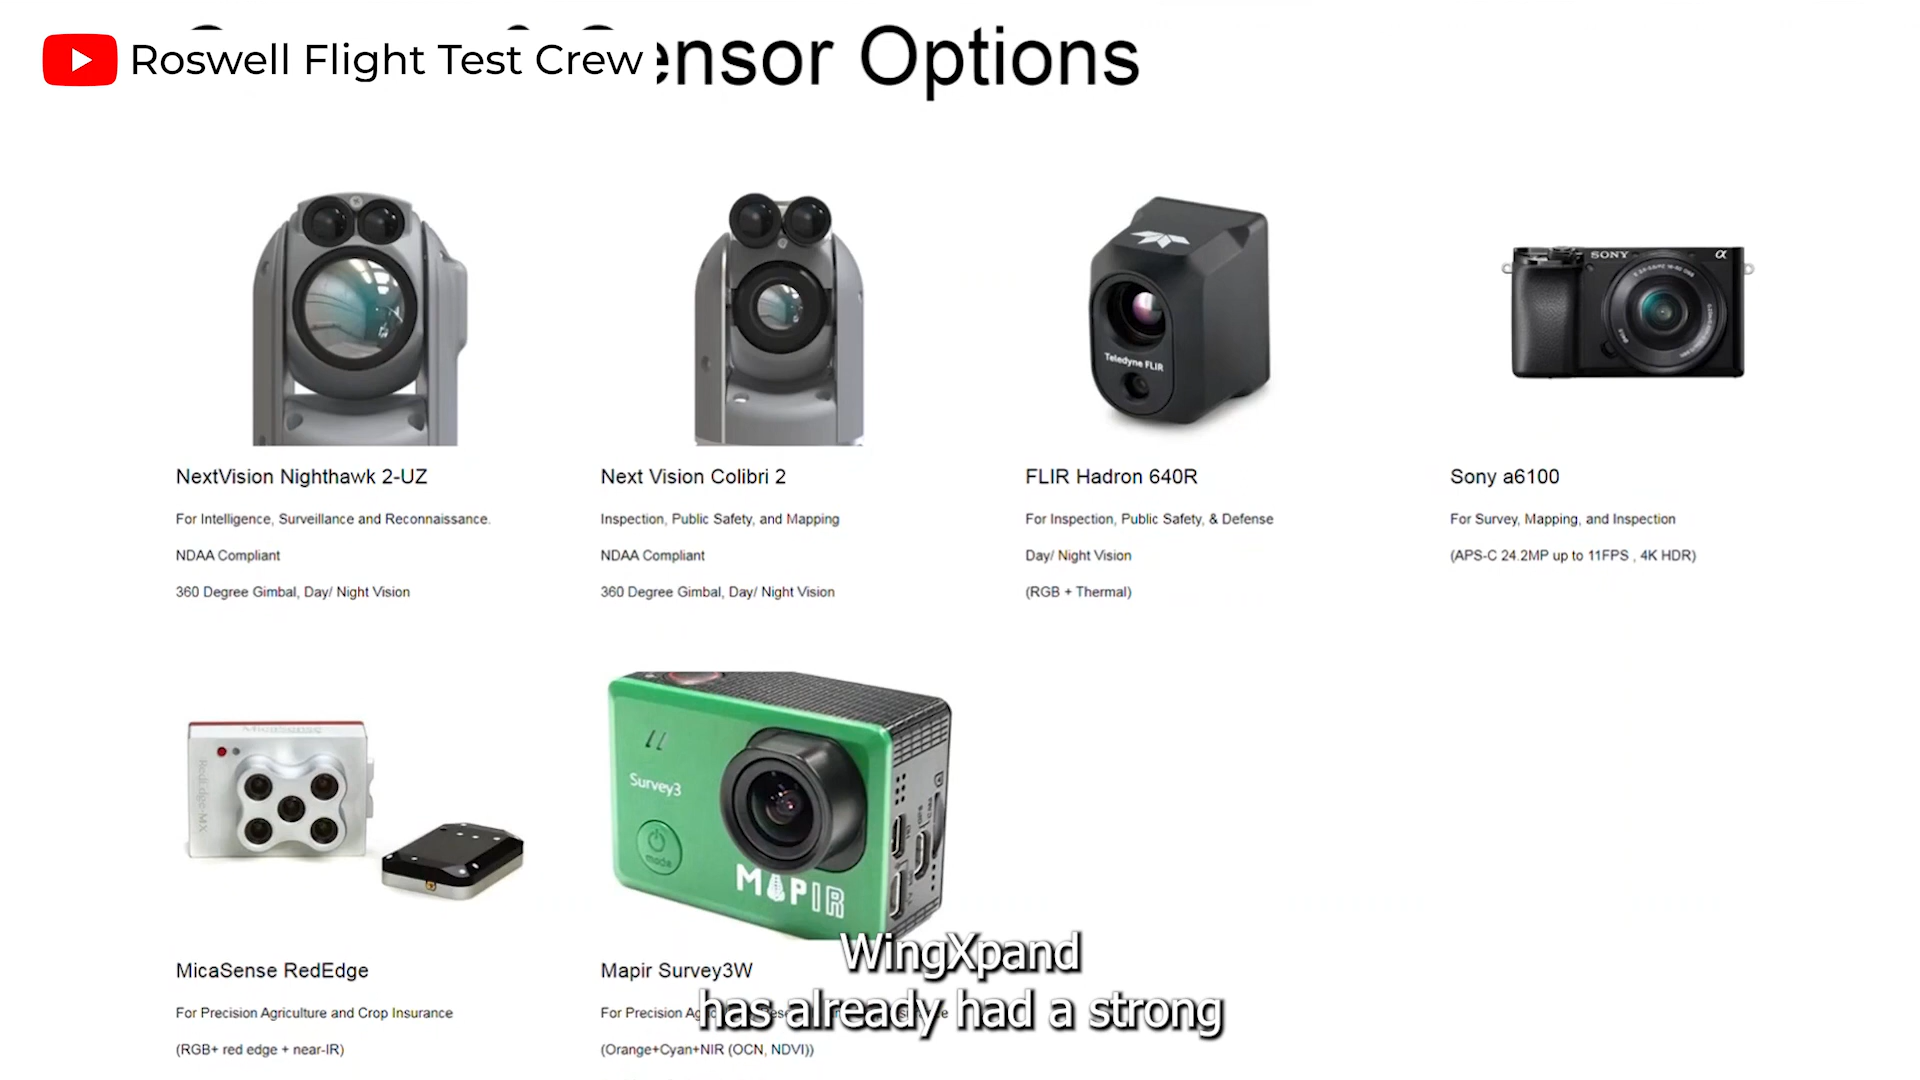 Roswell Flight Test Crew
ensor Options
SONY
α
Teledyne FLIR
NextVision Nighthawk 2-UZ
Next Vision Colibri 2
FLIR Hadron 640R
Sony a6100
For Intelligence, Surveillance and Reconnaissance.
Inspection, Public Safety, and Mapping
For Inspection, Public Safety, & Defense
For Survey, Mapping, and Inspection
NDAA Compliant
NDAA Compliant
Day/ Night Vision
(APS-C 24.2MP up to 11FPS , 4K HDR)
360 Degree Gimbal, Day/ Night Vision
360 Degree Gimbal, Day/ Night Vision
(RGB + Thermal)
MicaSense
RedEdge-MX
Survey3
mode
MAPIR
WingXpand
has already had a strong
MicaSense RedEdge
Mapir Survey3W
For Precision Agriculture and Crop Insurance
For Precision
(RGB+ red edge + near-IR)
(Orange+Cyan+NIR (OCN, NDVI))